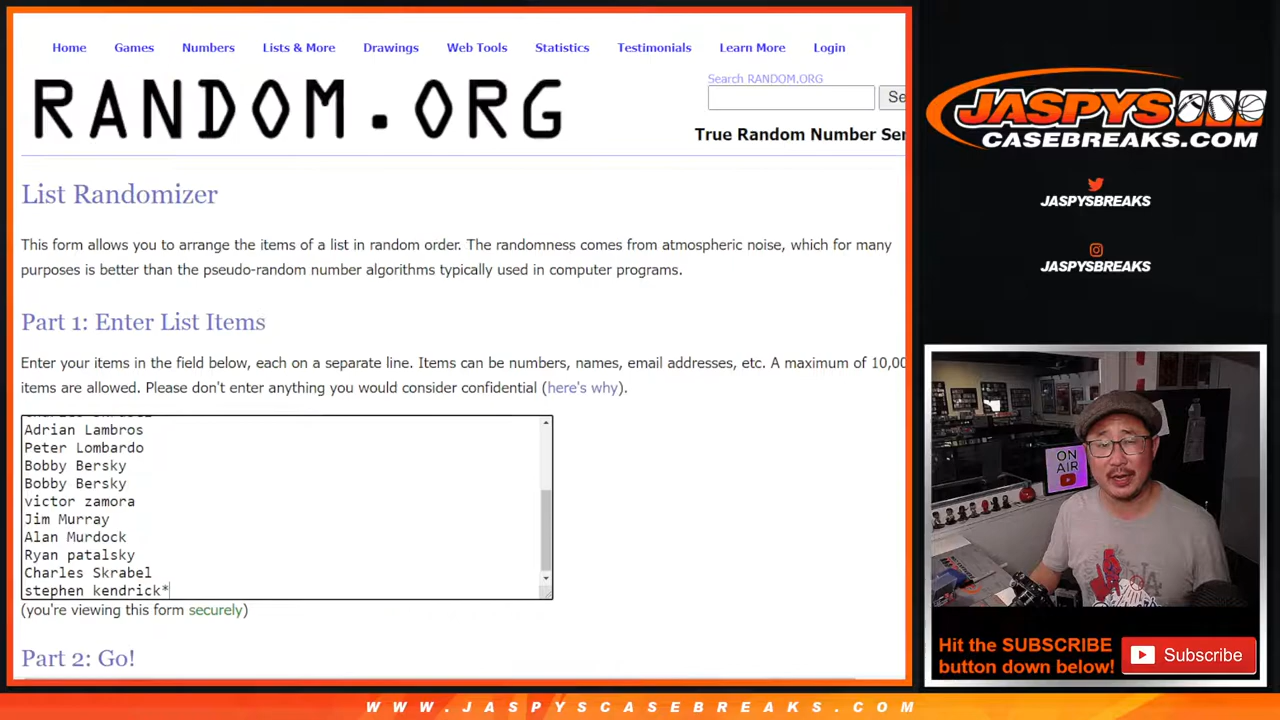 Home Games Numbers Lists & More Drawings Web Tools Statistics Testimonials Learn More Login
RANDOM.ORG
Search RANDOM.ORG
Se
True Random Number Ser
List Randomizer
This form allows you to arrange the items of a list in random order. The randomness comes from atmospheric noise, which for many
purposes is better than the pseudo-random number algorithms typically used in computer programs.
Part 1: Enter List Items
Enter your items in the field below, each on a separate line. Items can be numbers, names, email addresses, etc. A maximum of 10,00
items are allowed. Please don't enter anything you would consider confidential (here's why).
Adrian Lambros
Peter Lombardo
Bobby Bersky
Bobby Bersky
victor zamora
Jim Murray
Alan Murdock
Ryan patalsky
Charles Skrabel
stephen kendrick*
(you're viewing this form securely)
Part 2: Go!
JASPYS
CASEBREAKS.COM
JASPYSBREAKS
JASPYSBREAKS
ON
AIR
Hit the SUBSCRIBE
button down below!
Subscribe
WWW.JASPYSCASEBREAKS.COM